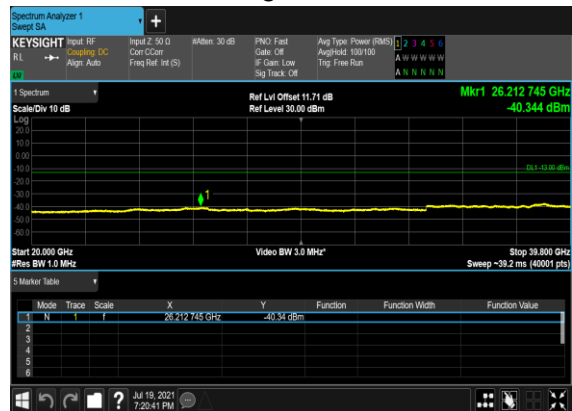 Spectrum Analyzer 1
Swept SA
+
KEYSIGHT Input: RF Input Z: 50 Ω #Atten: 30 dB PNO: Fast Avg Type: Power (RMS) 1 2 3 4 5 6
RL Coupling: DC Corr CCorr Gate: Off Avg|Hold: 100/100 A W W W W W
Align: Auto Freq Ref: Int (S) IF Gain: Low Trig: Free Run
Sig Track: Off A N N N N N
LXI
1 Spectrum Ref Lvl Offset 11.71 dB Mkr1 26.212 745 GHz
Scale/Div 10 dB Ref Level 30.00 dBm -40.344 dBm
Log
20.0
10.0
0.00
-10.0 DL1 -13.00 dBm
-20.0
-30.0
1
-40.0
-50.0
-60.0
Start 20.000 GHz Video BW 3.0 MHz* Stop 39.800 GHz
#Res BW 1.0 MHz Sweep ~39.2 ms (40001 pts)
5 Marker Table
Mode Trace Scale X Y Function Function Width Function Value
1 N 1 f 26.212 745 GHz -40.34 dBm
2
3
4
5
6
? Jul 19, 2021
7:20:41 PM